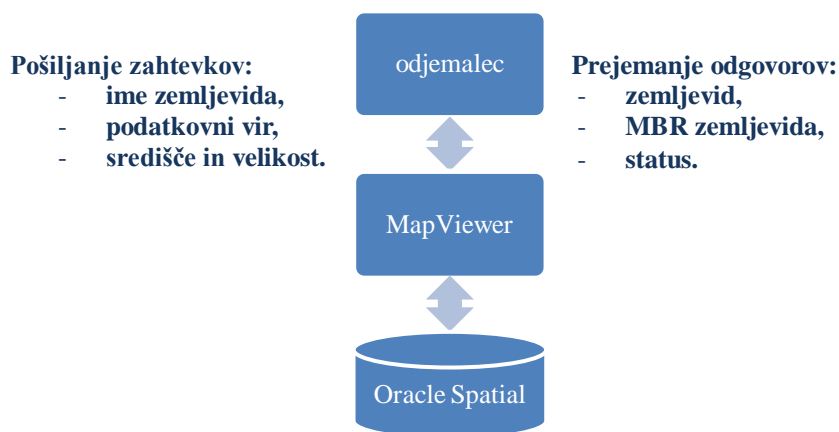 Pošiljanje zahtevkov:
- ime zemljevida,
- podatkovni vir,
- središče in velikost.
odjemalec
Prejemanje odgovorov:
- zemljevid,
- MBR zemljevida,
- status.
MapViewer
Oracle Spatial